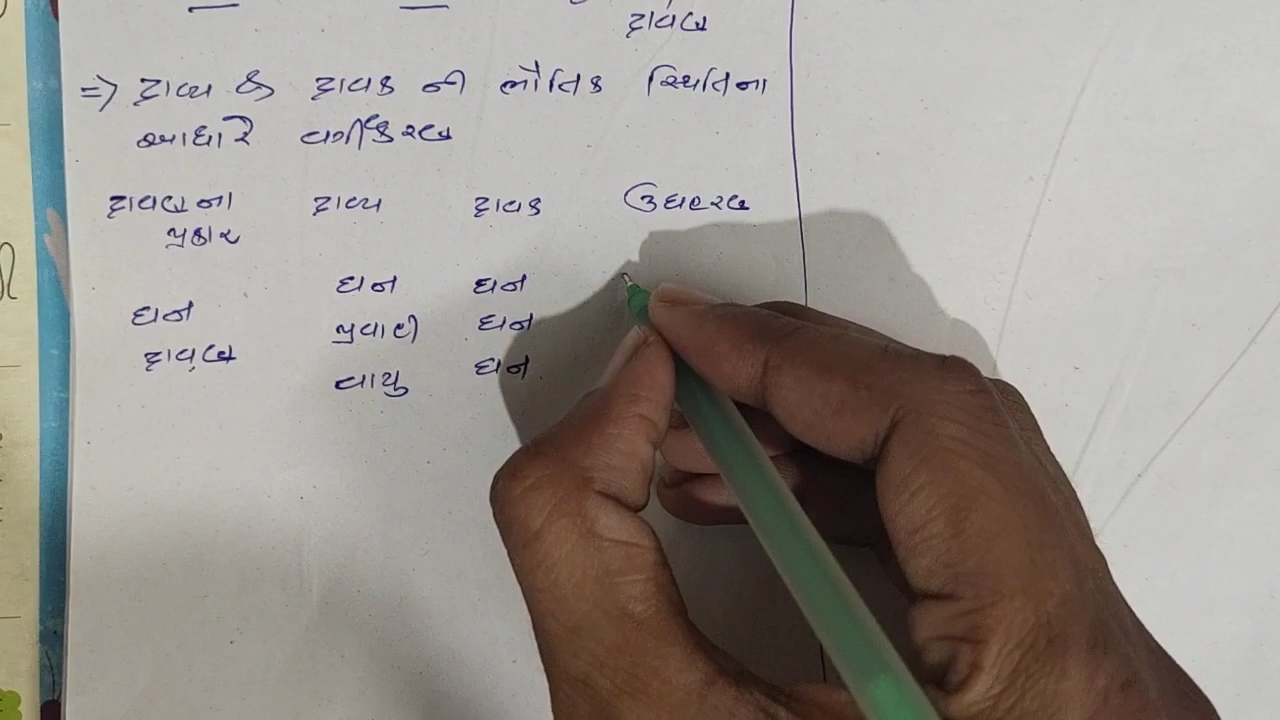 દ્રાવણ
=> દ્રાવ્ય કે દ્રાવક ની ભૌતિક સ્થિતિના
આધારે વર્ગીકરણ
દ્રાવણના પ્રકાર દ્રાવ્ય દ્રાવક ઉદાહરણ
ઘન ઘન
ઘન પ્રવાહી ઘન
દ્રાવણ વાયુ ઘન